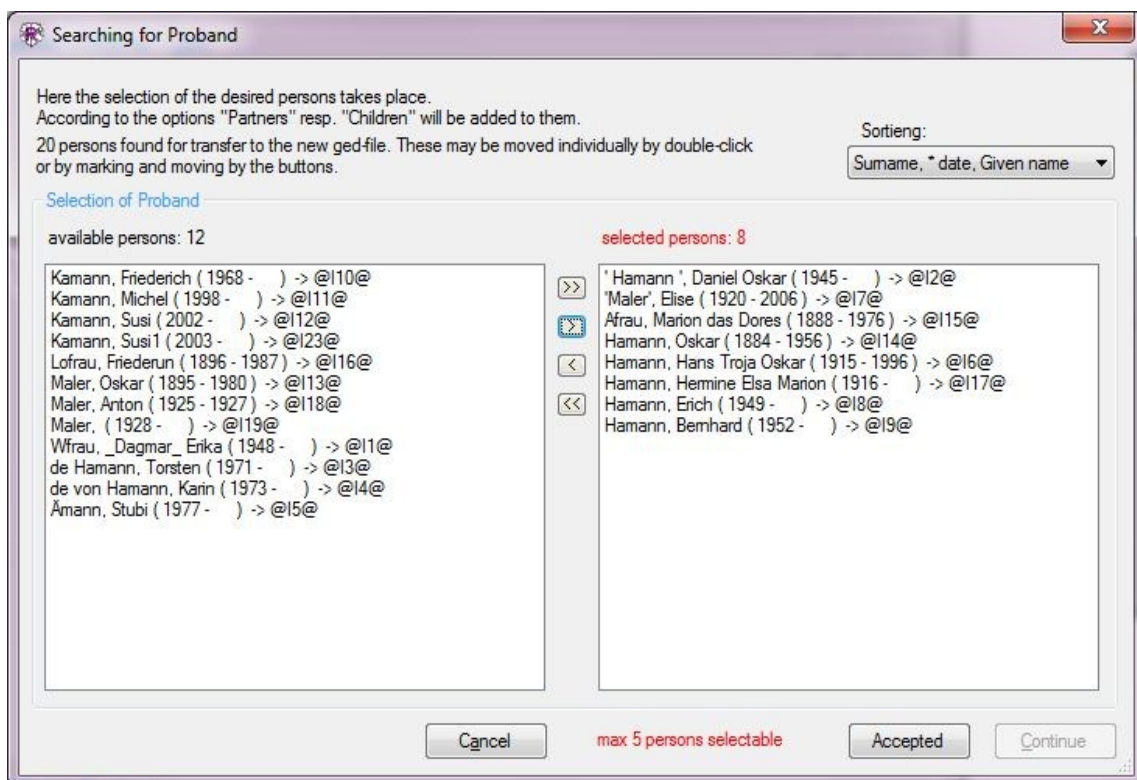 Searching for Proband
X
Here the selection of the desired persons takes place.
According to the options "Partners" resp. "Children" will be added to them.
20 persons found for transfer to the new ged-file. These may be moved individually by double-click
or by marking and moving by the buttons.
Sortieng:
Surname, * date, Given name
Selection of Proband
available persons: 12
Kamann, Friederich ( 1968 -      ) -> @I10@
Kamann, Michel ( 1998 -      ) -> @I11@
Kamann, Susi ( 2002 -      ) -> @I12@
Kamann, Susi1 ( 2003 -      ) -> @I23@
Lofrau, Friederun ( 1896 - 1987 ) -> @I16@
Maler, Oskar ( 1895 - 1980 ) -> @I13@
Maler, Anton ( 1925 - 1927 ) -> @I18@
Maler, ( 1928 -      ) -> @I19@
Wfrau, _Dagmar_ Erika ( 1948 -      ) -> @I1@
de Hamann, Torsten ( 1971 -      ) -> @I3@
de von Hamann, Karin ( 1973 -      ) -> @I4@
Ämann, Stubi ( 1977 -      ) -> @I5@
>>
>
<
<<
selected persons: 8
' Hamann ', Daniel Oskar ( 1945 -      ) -> @I2@
'Maler', Elise ( 1920 - 2006 ) -> @I7@
Afrau, Marion das Dores ( 1888 - 1976 ) -> @I15@
Hamann, Oskar ( 1884 - 1956 ) -> @I14@
Hamann, Hans Troja Oskar ( 1915 - 1996 ) -> @I6@
Hamann, Hermine Elsa Marion ( 1916 -      ) -> @I17@
Hamann, Erich ( 1949 -      ) -> @I8@
Hamann, Bernhard ( 1952 -      ) -> @I9@
Cancel
max 5 persons selectable
Accepted
Continue